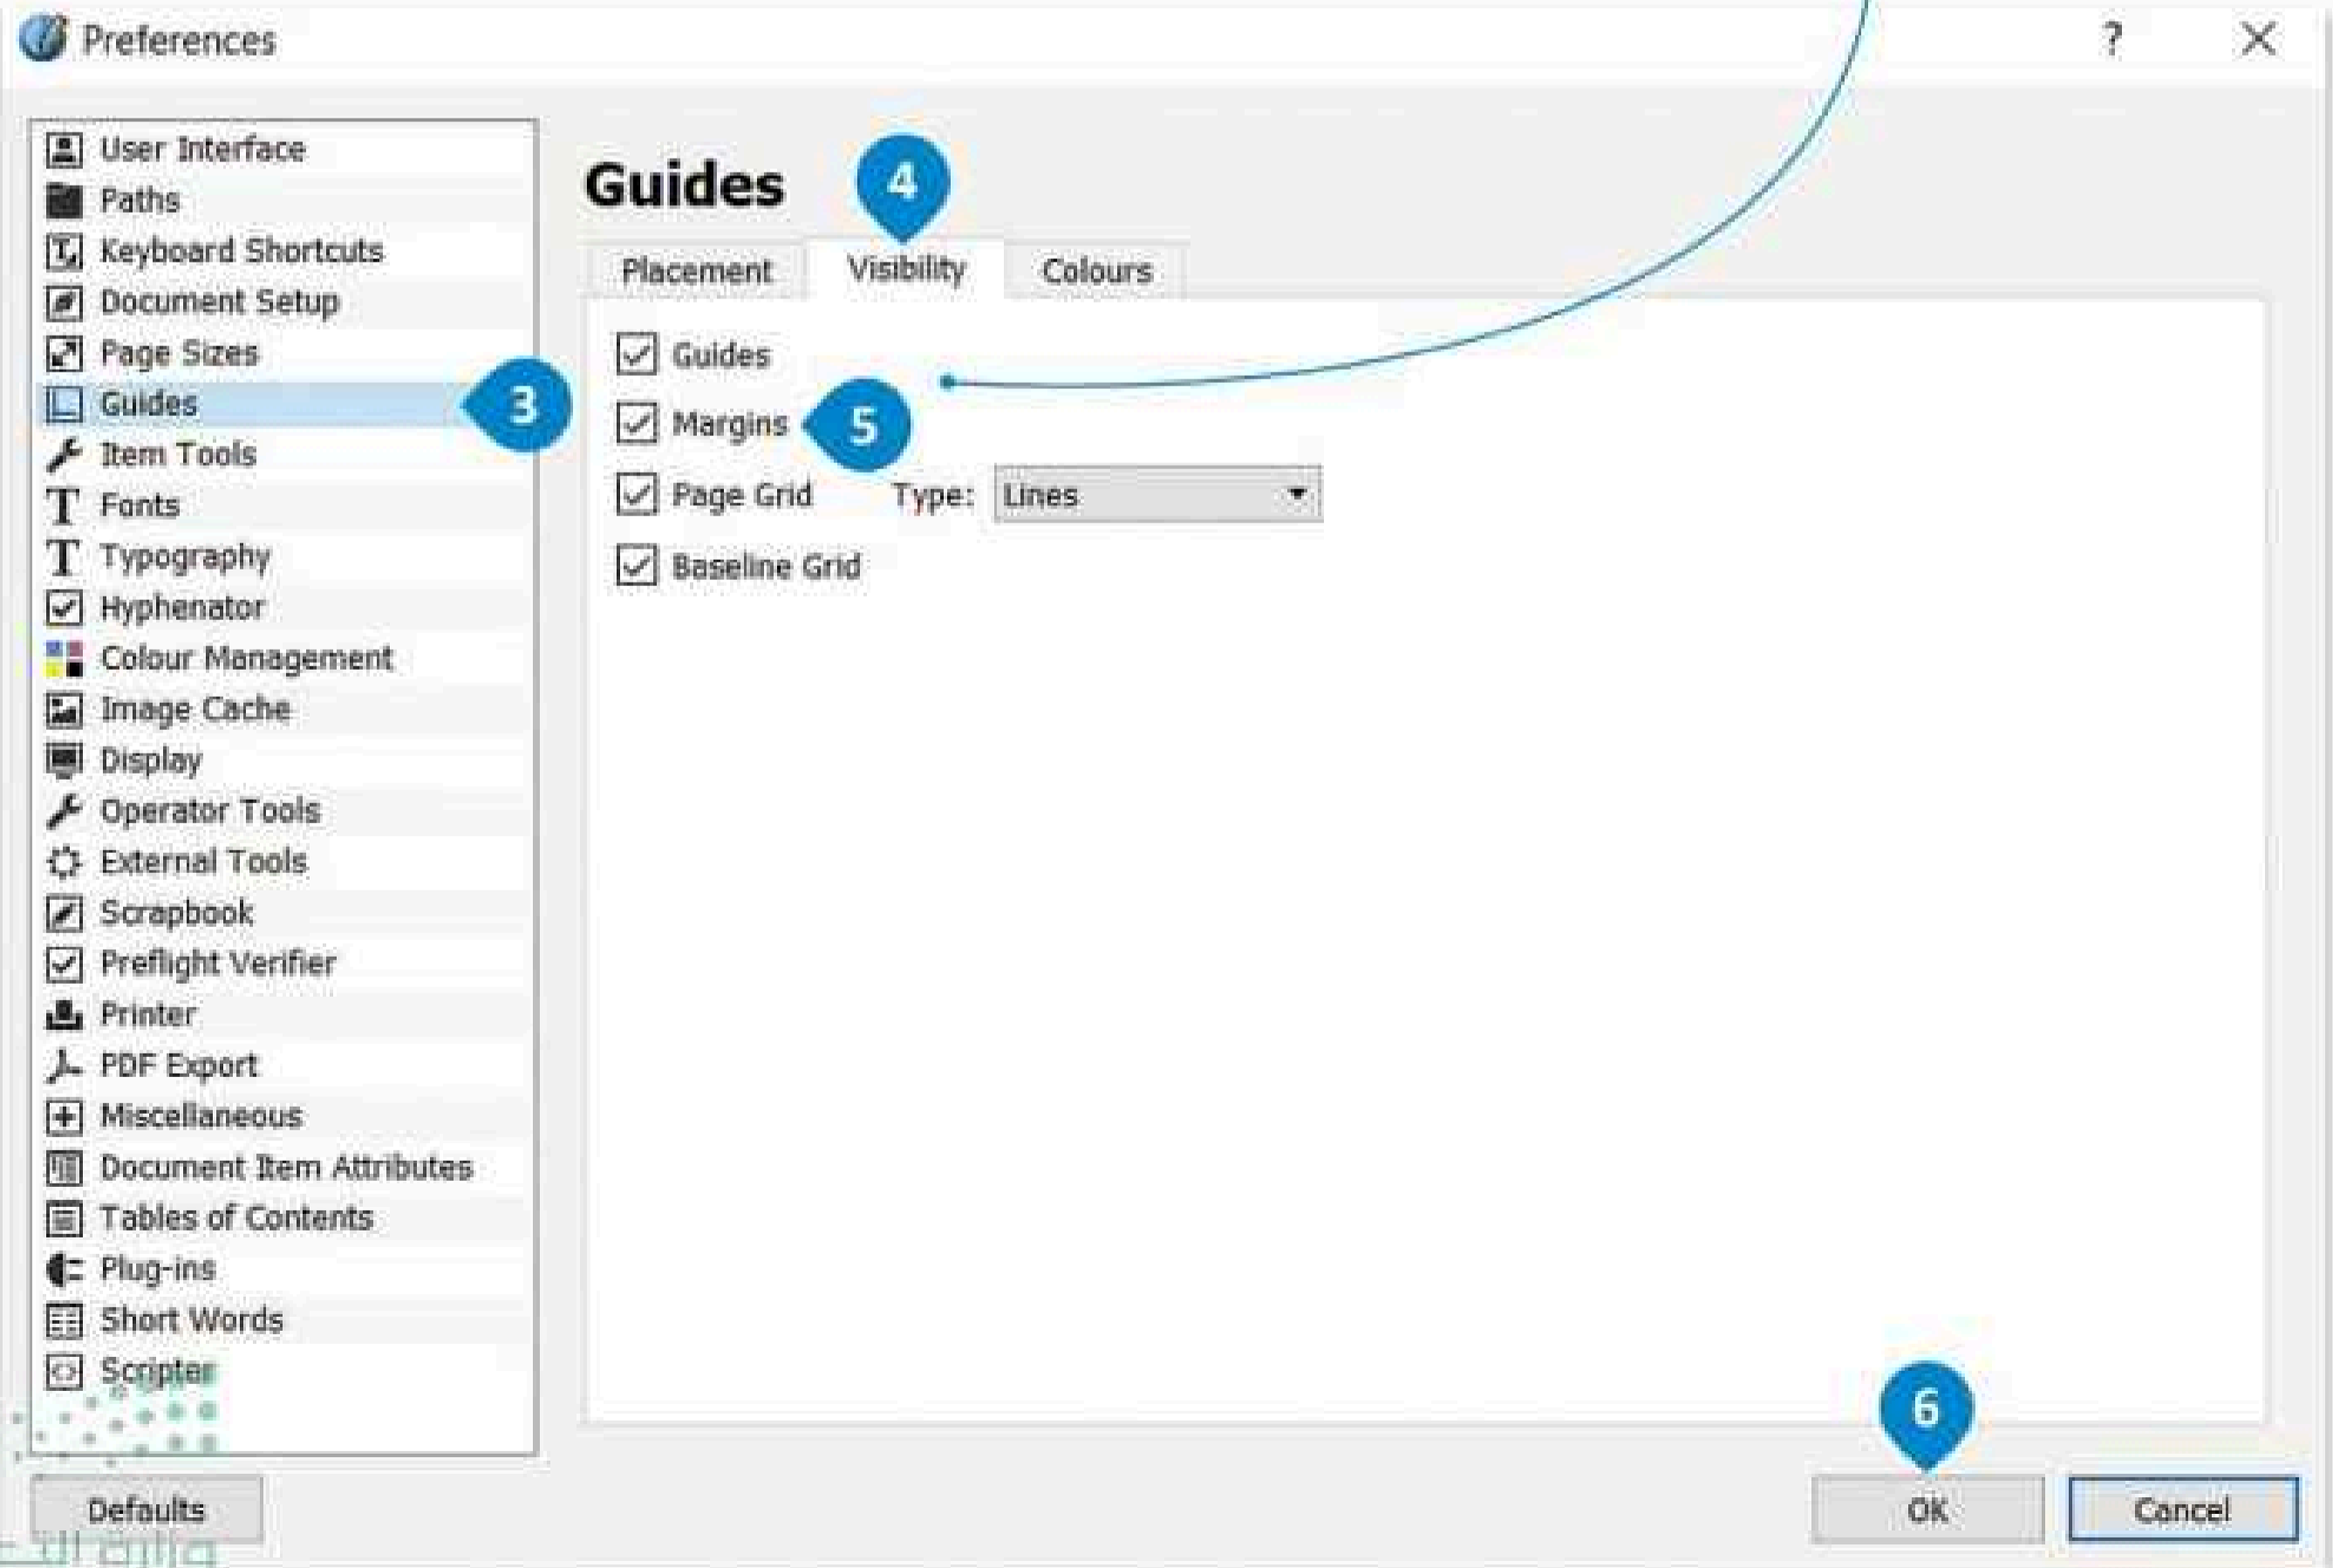 Preferences
?
User Interface
Paths
Keyboard Shortcuts
Document Setup
Page Sizes
Guides
Item Tools
Fonts
Typography
Hyphenator
Colour Management
Image Cache
Display
Operator Tools
External Tools
Scrapbook
Preflight Verifier
Printer
PDF Export
Miscellaneous
Document Item Attributes
Tables of Contents
Plug-ins
Short Words
Scripter
Defaults
3
Guides
4
Placement Visibility Colours
Guides
Margins
5
Page Grid Type: Lines
Baseline Grid
6
OK Cancel